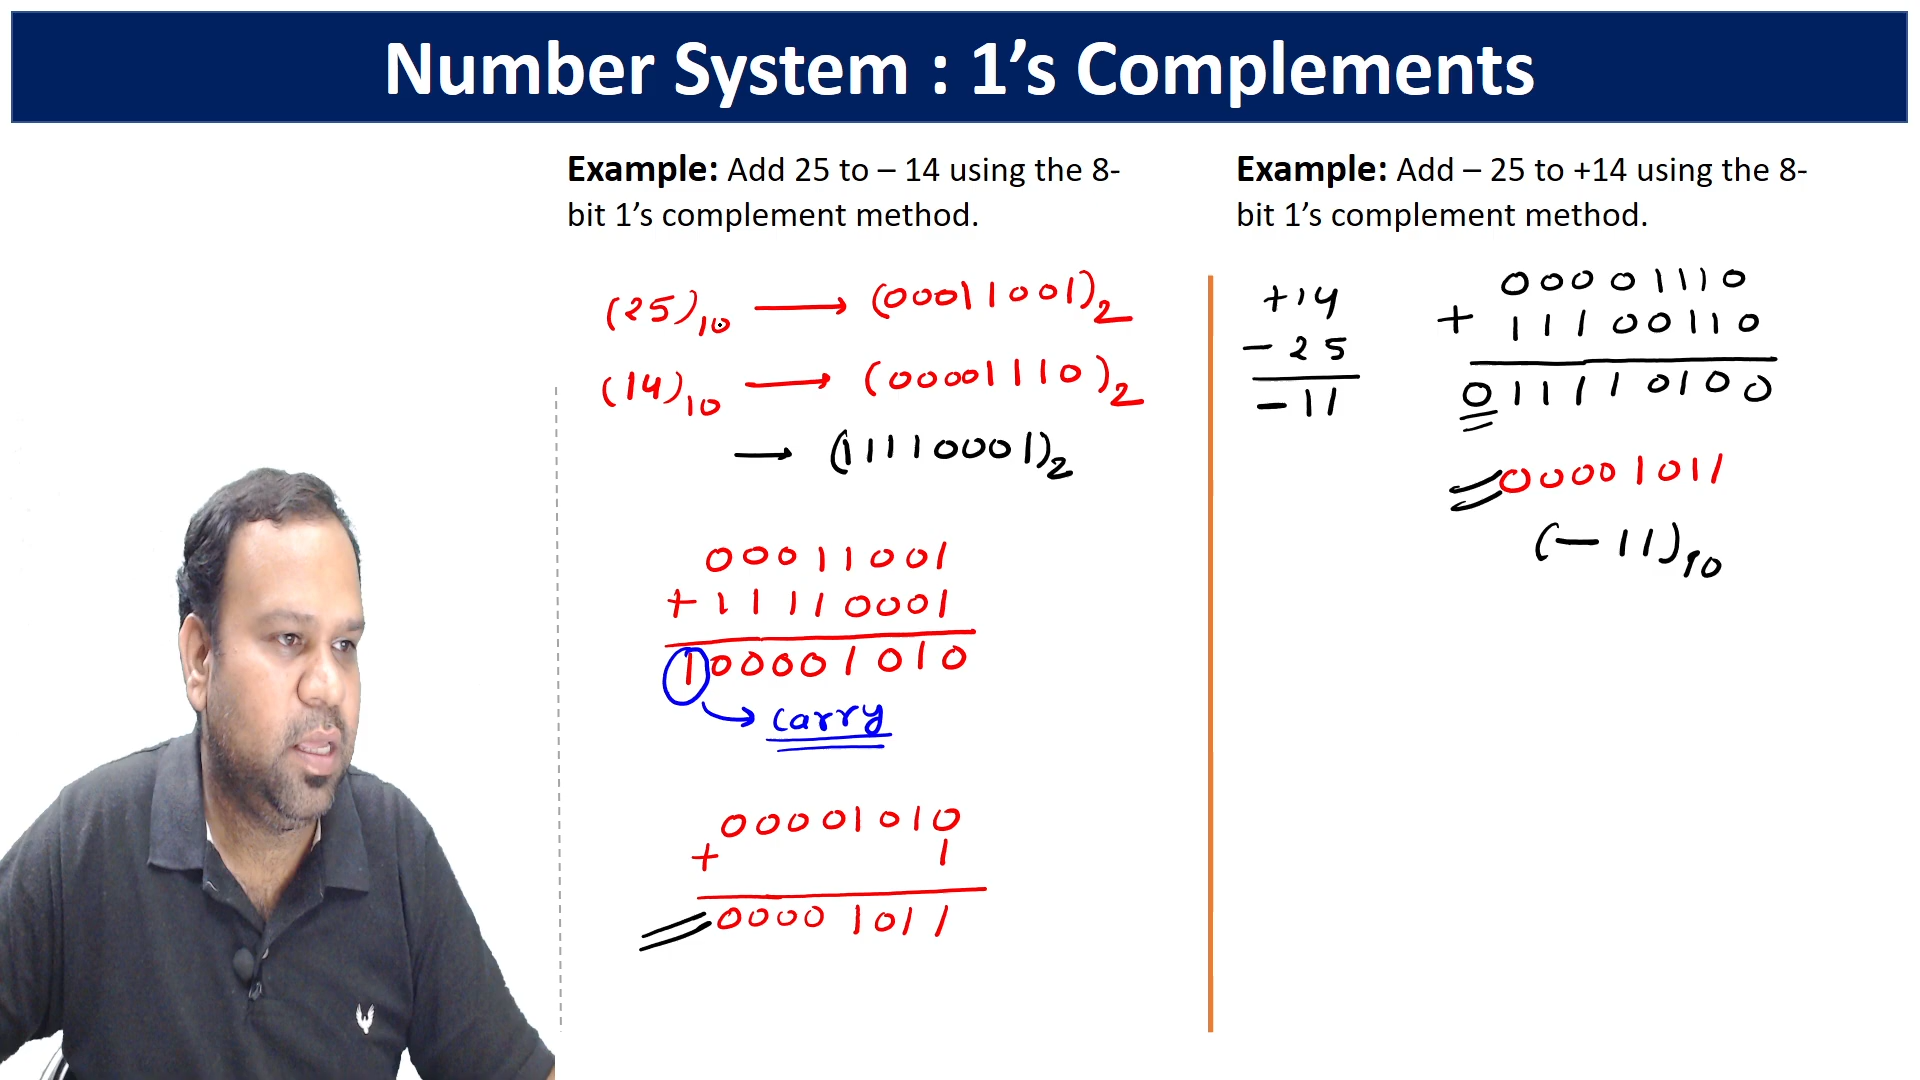 Number System : 1’s Complements
Example: Add 25 to – 14 using the 8-
bit 1’s complement method.
(25)10 → (00011001)2
(14)10 → (00001110)2
→ (11110001)2
00011001
+ 11110001
1000001010
carry
00001010
+ 1
00001011
Example: Add – 25 to +14 using the 8-
bit 1’s complement method.
+14
- 25
- 11
00001110
+ 11100110
011110100
00001011
(-11)10